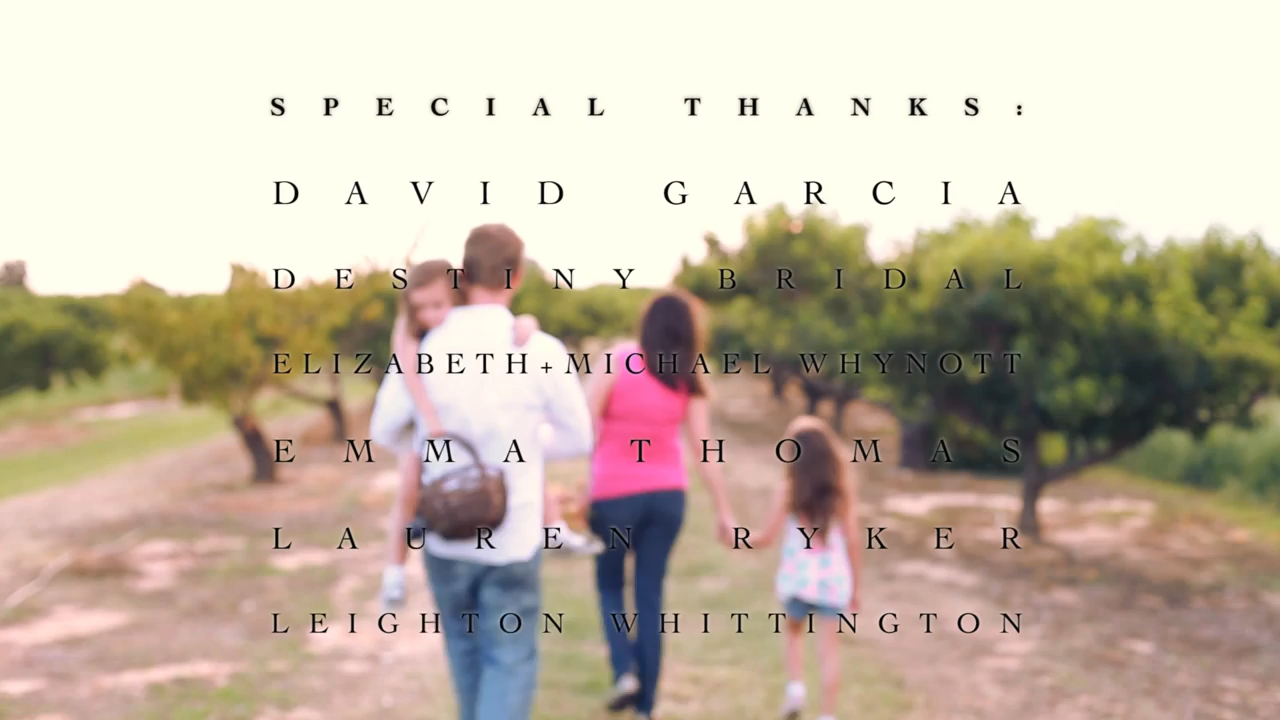 SPECIAL THANKS:
DAVID GARCIA
DESTINY BRIDAL
ELIZABETH+MICHAEL WHYNOTT
EMMA THOMAS
LAUREN RYKER
LEIGHTON WHITTINGTON